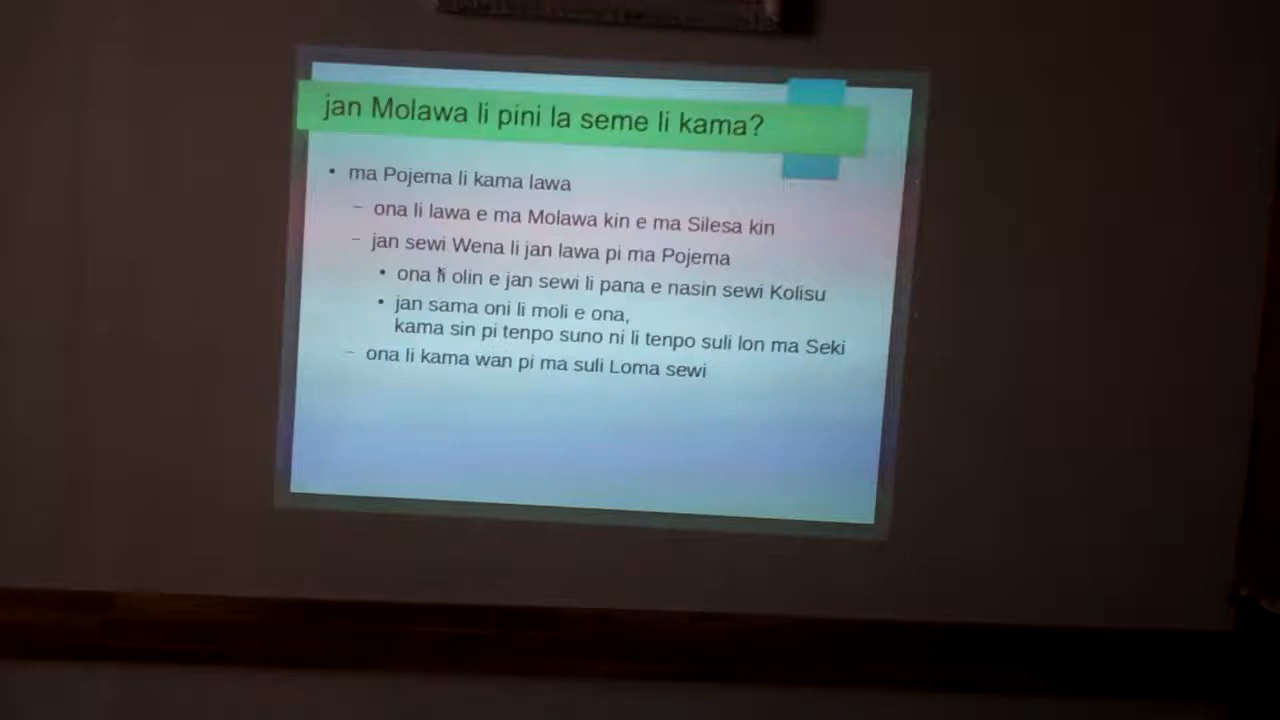 jan Molawa li pini la seme li kama?
• ma Pojema li kama lawa
– ona li lawa e ma Molawa kin e ma Silesa kin
– jan sewi Wena li jan lawa pi ma Pojema
• ona li olin e jan sewi li pana e nasin sewi Kolisu
• jan sama oni li moli e ona,
kama sin pi tenpo suno ni li tenpo suli lon ma Seki
– ona li kama wan pi ma suli Loma sewi